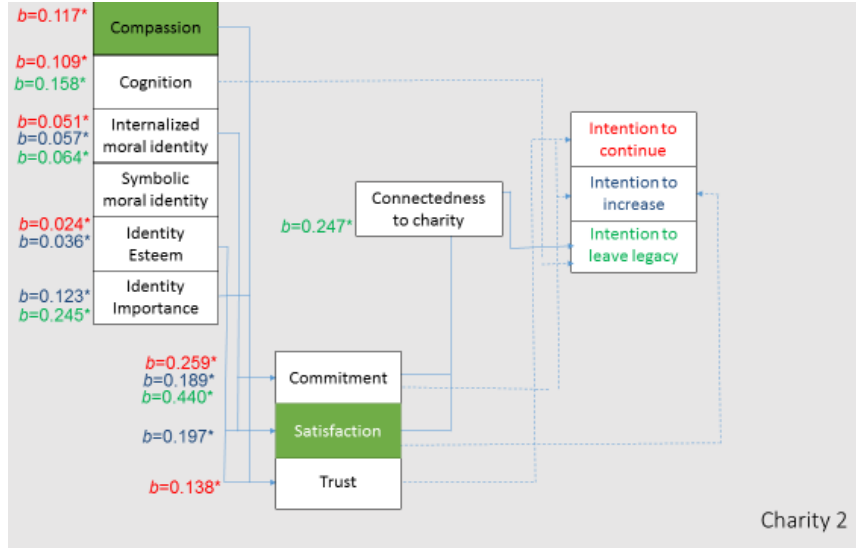 b=0.117*
Compassion
b=0.109*
b=0.158*
Cognition
b=0.051*
b=0.057*
b=0.064*
Internalized
moral identity
Symbolic
moral identity
b=0.024*
b=0.036*
Identity
Esteem
b=0.123*
b=0.245*
Identity
Importance
b=0.259*
b=0.189*
b=0.440*
Commitment
b=0.197*
Satisfaction
b=0.138*
Trust
b=0.247*
Connectedness
to charity
Intention to
continue
Intention to
increase
Intention to
leave legacy
Charity 2